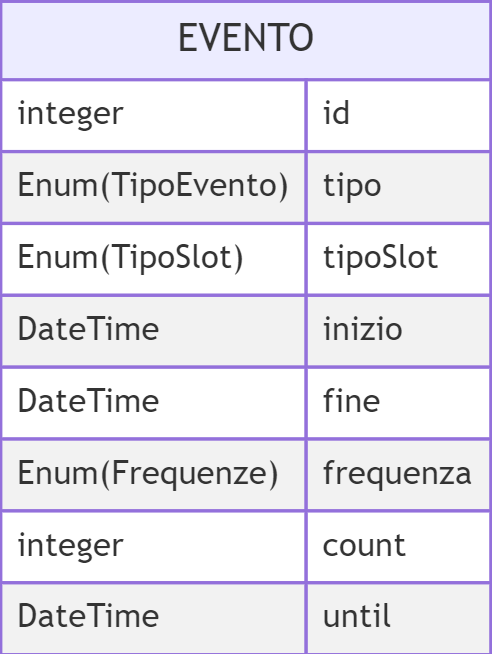 EVENTO
integer id
Enum(TipoEvento) tipo
Enum(TipoSlot) tipoSlot
DateTime inizio
DateTime fine
Enum(Frequenze) frequenza
integer count
DateTime until